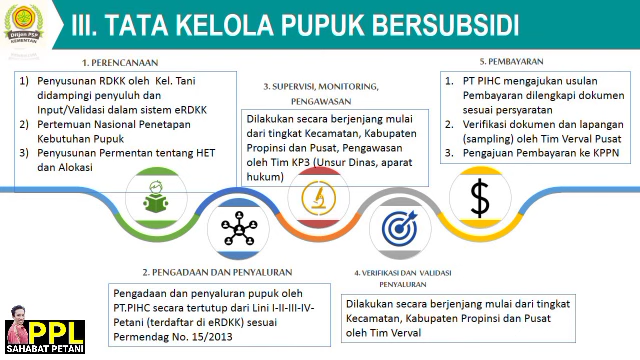 III. TATA KELOLA PUPUK BERSUBSIDI
Ditjen PSP
KEMENTAN
1. PERENCANAAN
1) Penyusunan RDKK oleh Kel. Tani
didampingi penyuluh dan
Input/Validasi dalam sistem eRDKK
2) Pertemuan Nasional Penetapan
Kebutuhan Pupuk
3) Penyusunan Permentan tentang HET
dan Alokasi
2. PENGADAAN DAN PENYALURAN
Pengadaan dan penyaluran pupuk oleh
PT.PIHC secara tertutup dari Lini I-II-III-IV-
Petani (terdaftar di eRDKK) sesuai
Permendag No. 15/2013
3. SUPERVISI, MONITORING,
PENGAWASAN
Dilakukan secara berjenjang mulai
dari tingkat Kecamatan, Kabupaten
Propinsi dan Pusat, Pengawasan
oleh Tim KP3 (Unsur Dinas, aparat
hukum)
4. VERIFIKASI DAN VALIDASI
PENYALURAN
Dilakukan secara berjenjang mulai dari tingkat
Kecamatan, Kabupaten Propinsi dan Pusat
oleh Tim Verval
5. PEMBAYARAN
1. PT PIHC mengajukan usulan
Pembayaran dilengkapi dokumen
sesuai persyaratan
2. Verifikasi dokumen dan lapangan
(sampling) oleh Tim Verval Pusat
3. Pengajuan Pembayaran ke KPPN
$
PPL
SAHABAT PETANI